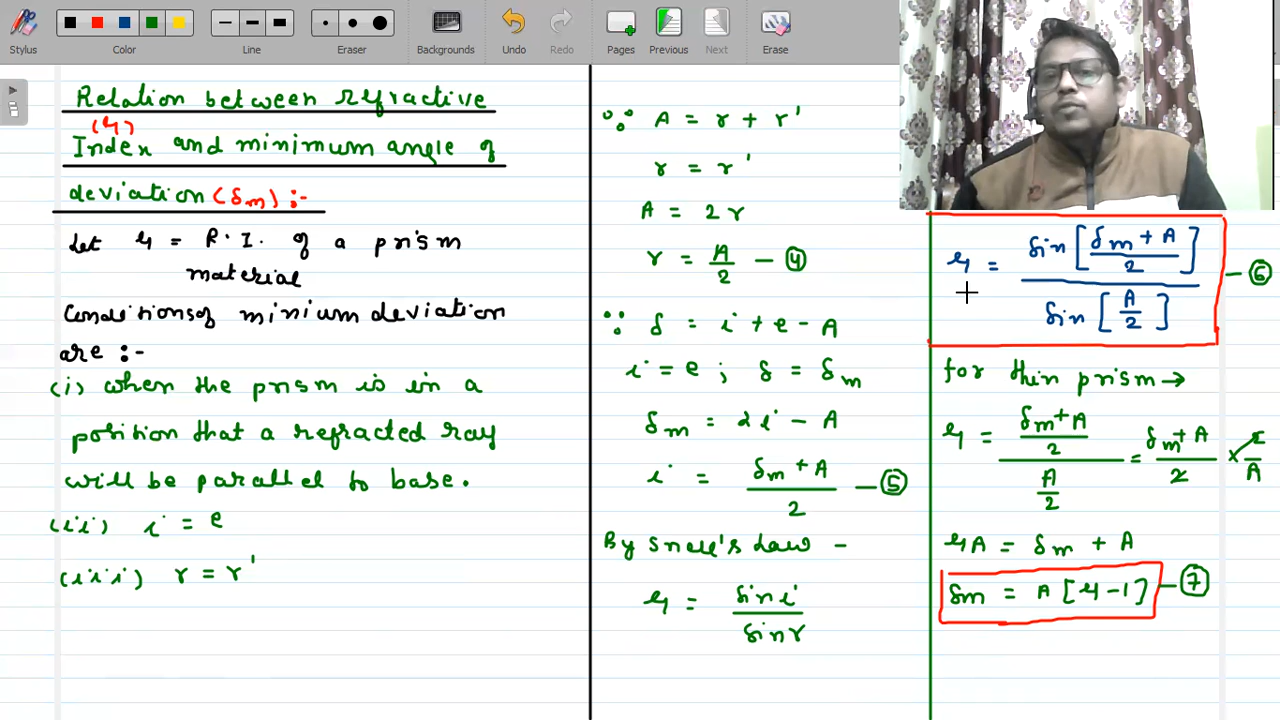 Stylus
Color
Line
Eraser
Backgrounds
Undo
Redo
Pages
Previous
Next
Erase
Relation between refractive
(μ)
Index and minimum angle of
deviation (δm) :-
Let μ = R.I. of a prism
material
Conditions of minium deviation
are :-
(i) when the prism is in a
position that a refracted ray
will be parallel to base.
(ii) i = e
(iii) r = r'
∵ A = r + r'
r = r'
A = 2r
r = A/2 — ④
∵ δ = i + e - A
i = e ; δ = δm
δm = 2i - A
i = (δm + A)/2 — ⑤
By Snell's Law -
μ = sin i / sin r
μ = sin [(δm + A)/2] / sin [A/2] — ⑥
for thin prism →
μ = ((δm + A)/2) / (A/2) = (δm + A)/2 × 2/A
μA = δm + A
δm = A [μ - 1] — ⑦